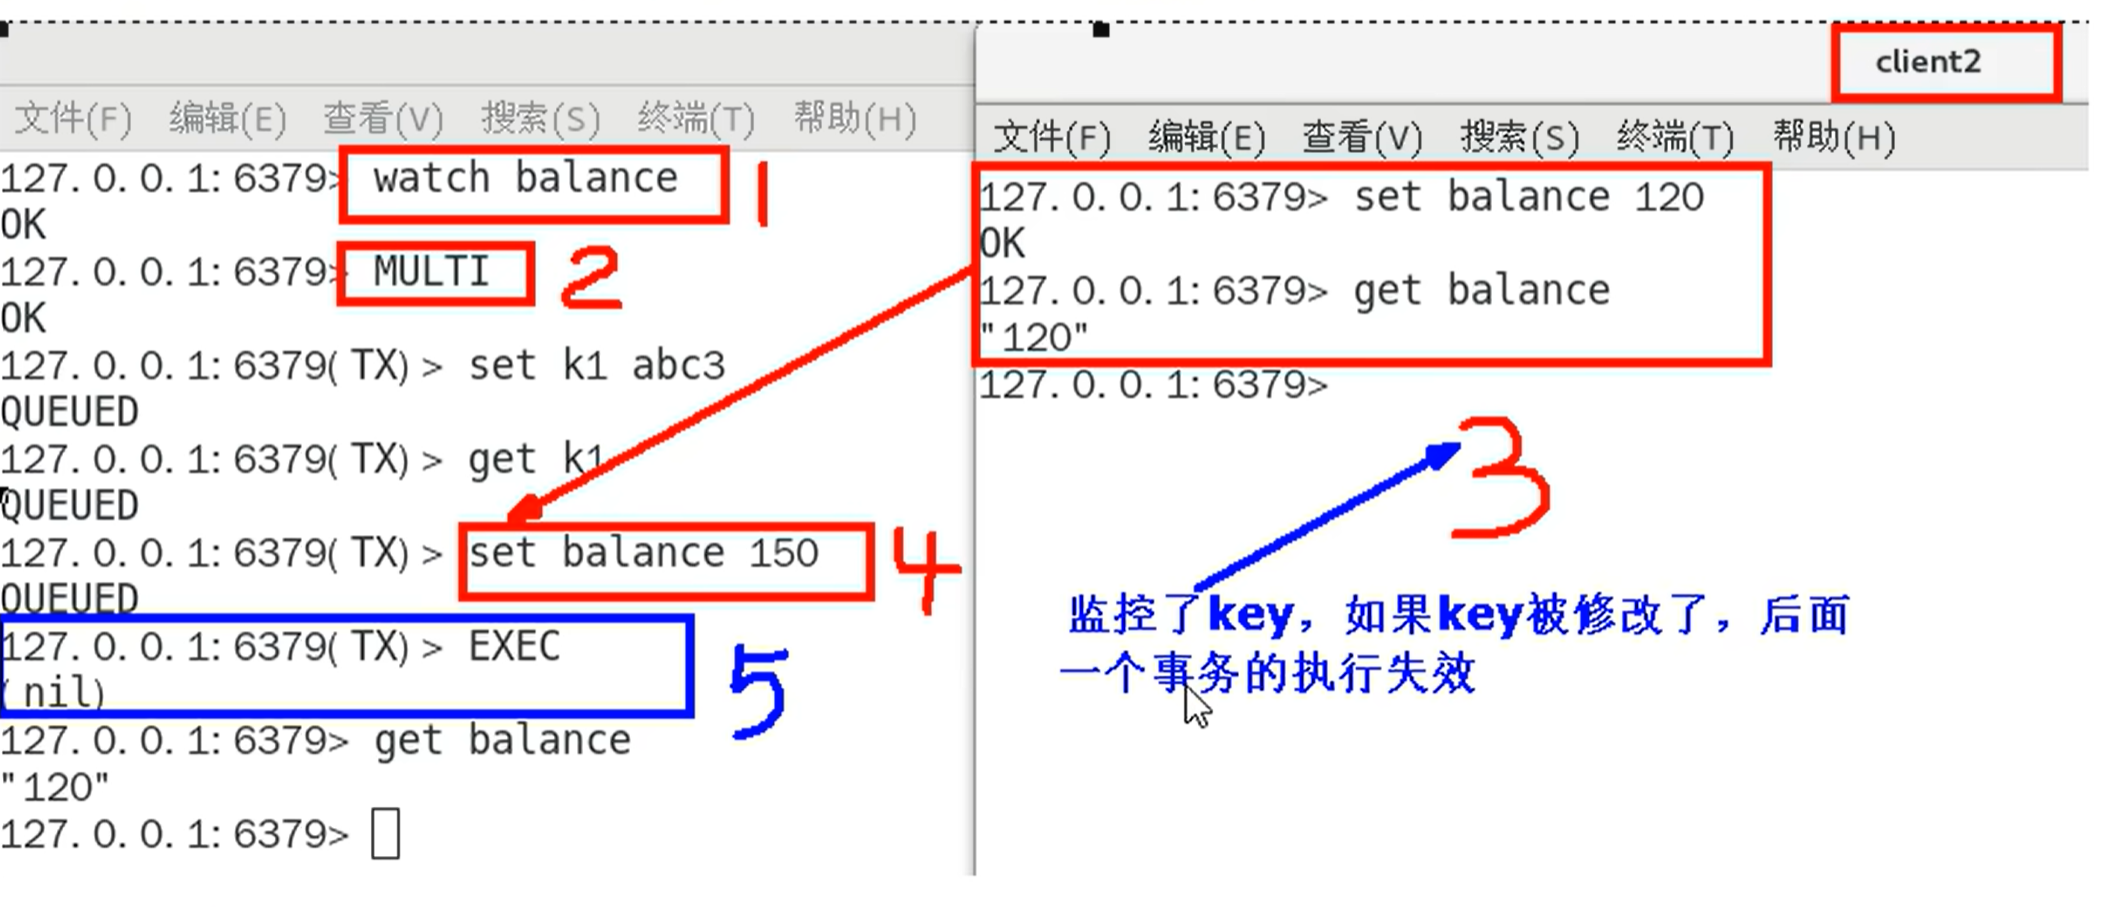 文件(F) 编辑(E) 查看(V) 搜索(S) 终端(T) 帮助(H)
127.0.0.1:6379> watch balance
1
OK
127.0.0.1:6379> MULTI
2
OK
127.0.0.1:6379(TX)> set k1 abc3
QUEUED
127.0.0.1:6379(TX)> get k1
QUEUED
127.0.0.1:6379(TX)> set balance 150
4
QUEUED
127.0.0.1:6379(TX)> EXEC
(nil)
5
127.0.0.1:6379> get balance
"120"
127.0.0.1:6379>
client2
文件(F) 编辑(E) 查看(V) 搜索(S) 终端(T) 帮助(H)
127.0.0.1:6379> set balance 120
OK
127.0.0.1:6379> get balance
"120"
127.0.0.1:6379>
3
监控了key，如果key被修改了，后面
一个事务的执行失效